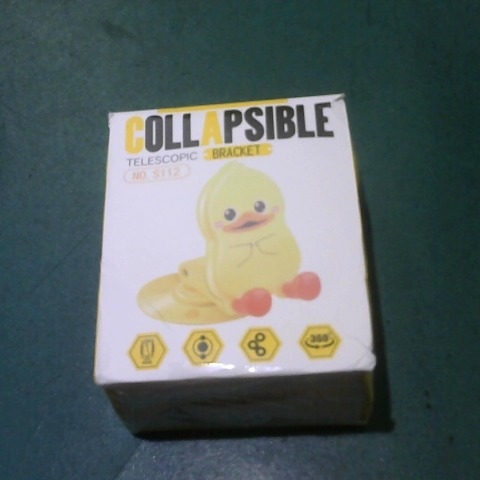 COLLAPSIBLE
TELESCOPIC BRACKET
NO. S112
360°